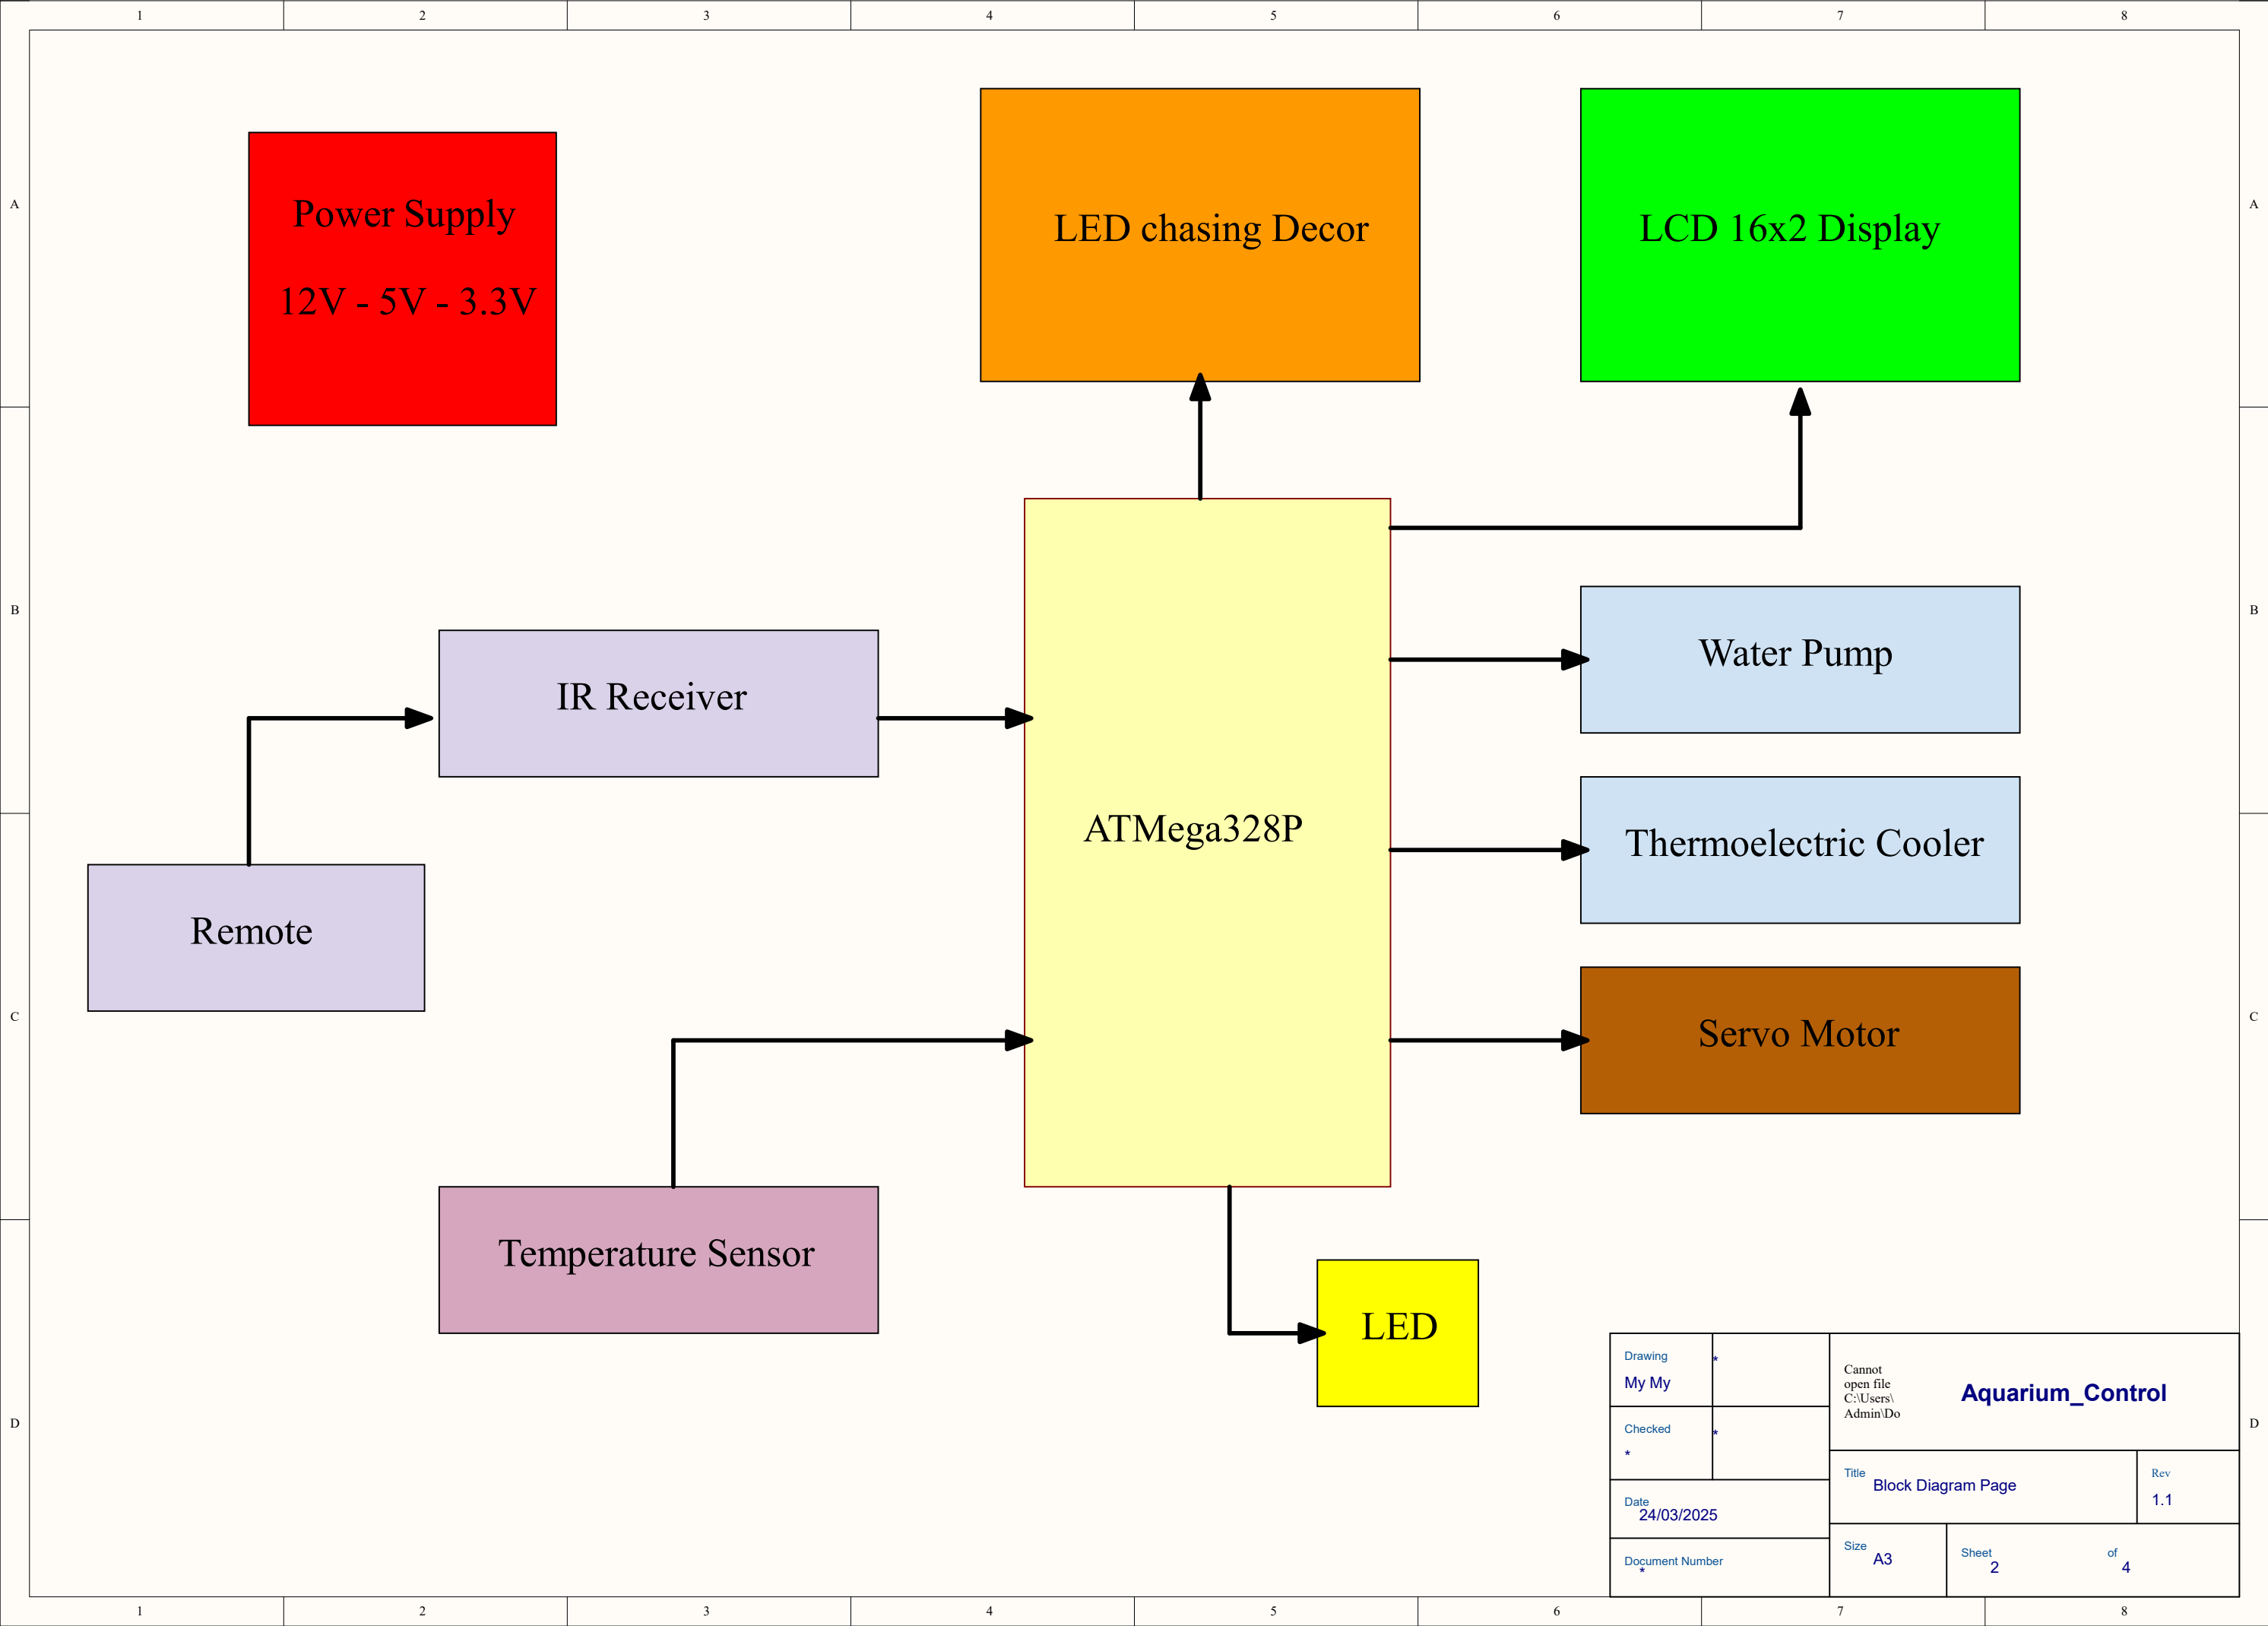 1 2 3 4 5 6 7 8
A A
Power Supply
12V - 5V - 3.3V
LED chasing Decor
LCD 16x2 Display
B B
IR Receiver
Water Pump
ATMega328P
Thermoelectric Cooler
Remote
C C
Servo Motor
Temperature Sensor
LED
D D
Drawing
My My
*
Checked
*
*
Date
24/03/2025
Document Number
*
Cannot
open file
C:\Users\
Admin\Do
Aquarium_Control
Title
Block Diagram Page
Rev
1.1
Size
A3
Sheet
2
of
4
1 2 3 4 5 6 7 8